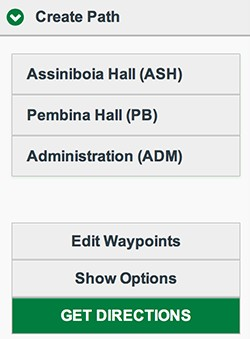 Create Path
Assiniboia Hall (ASH)
Pembina Hall (PB)
Administration (ADM)
Edit Waypoints
Show Options
GET DIRECTIONS